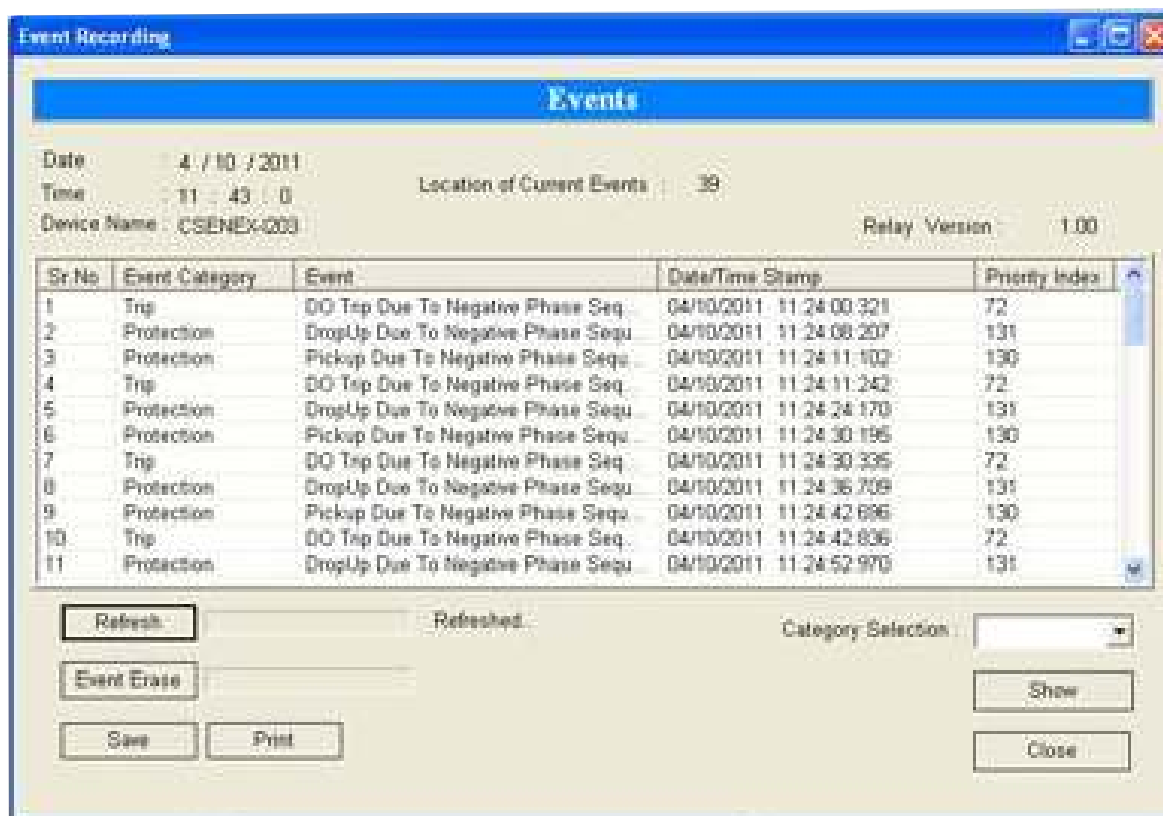 Event Recording
Events
Date : 4 / 10 / 2011
Time : 11 : 43 : 0
Location of Current Events : 39
Device Name : CSENEX-I203
Relay Version : 1.00
Sr.No Event Category Event Date/Time Stamp Priority Index
1 Trip DO Trip Due To Negative Phase Seq... 04/10/2011 11:24:00:321 72
2 Protection DropUp Due To Negative Phase Sequ... 04/10/2011 11:24:08:207 131
3 Protection Pickup Due To Negative Phase Sequ... 04/10/2011 11:24:11:102 130
4 Trip DO Trip Due To Negative Phase Seq... 04/10/2011 11:24:11:242 72
5 Protection DropUp Due To Negative Phase Sequ... 04/10/2011 11:24:24:170 131
6 Protection Pickup Due To Negative Phase Sequ... 04/10/2011 11:24:30:195 130
7 Trip DO Trip Due To Negative Phase Seq... 04/10/2011 11:24:30:335 72
8 Protection DropUp Due To Negative Phase Sequ... 04/10/2011 11:24:36:709 131
9 Protection Pickup Due To Negative Phase Sequ... 04/10/2011 11:24:42:696 130
10 Trip DO Trip Due To Negative Phase Seq... 04/10/2011 11:24:42:836 72
11 Protection DropUp Due To Negative Phase Sequ... 04/10/2011 11:24:52:970 131
Refresh Refreshed... Category Selection :
Event Erase Show
Save Print Close